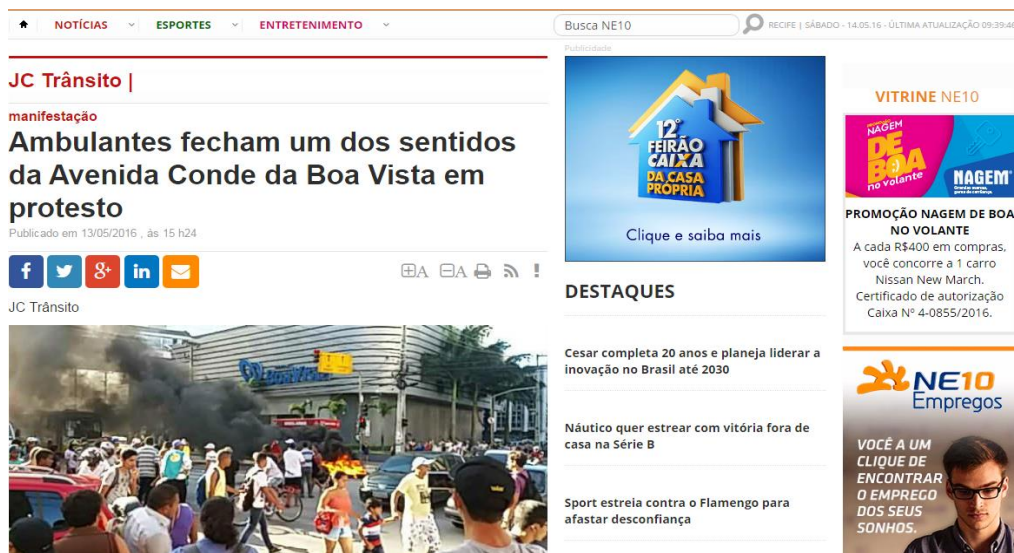 NOTÍCIAS ESPORTES ENTRETENIMENTO
Busca NE10
RECIFE | SÁBADO - 14.05.16 - ÚLTIMA ATUALIZAÇÃO 09:39:46
JC Trânsito |
manifestação
Ambulantes fecham um dos sentidos
da Avenida Conde da Boa Vista em
protesto
Publicado em 13/05/2016 , às 15 h24
f 8+ in
A A !
JC Trânsito
BoaVista
Publicidade
12º
FEIRÃO
CAIXA
DA CASA
PRÓPRIA
Clique e saiba mais
DESTAQUES
Cesar completa 20 anos e planeja liderar a
inovação no Brasil até 2030
Náutico quer estrear com vitória fora de
casa na Série B
Sport estreia contra o Flamengo para
afastar desconfiança
VITRINE NE10
PROMOÇÃO
NAGEM
DE
BOA
no volante
NAGEM
PROMOÇÃO NAGEM DE BOA
NO VOLANTE
A cada R$400 em compras,
você concorre a 1 carro
Nissan New March.
Certificado de autorização
Caixa Nº 4-0855/2016.
NE10
Empregos
VOCÊ A UM
CLIQUE DE
ENCONTRAR
O EMPREGO
DOS SEUS
SONHOS.